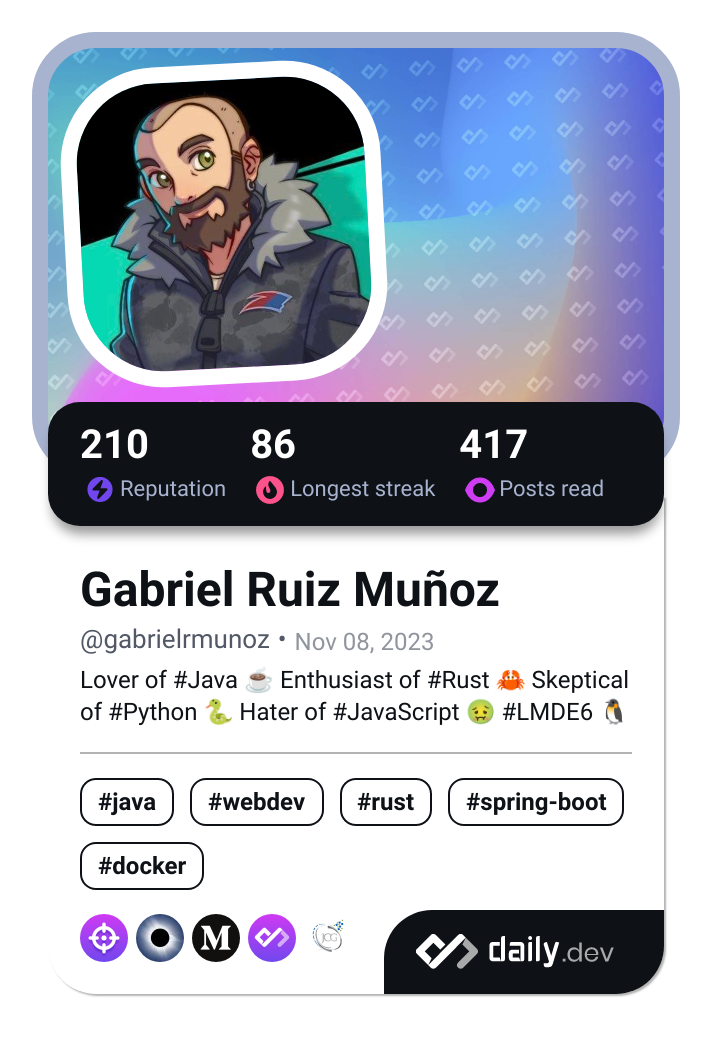 210 86 417
Reputation Longest streak Posts read
Gabriel Ruiz Muñoz
@gabrielrmunoz • Nov 08, 2023
Lover of #Java ☕ Enthusiast of #Rust 🦀 Skeptical
of #Python 🐍 Hater of #JavaScript 🤢 #LMDE6 🐧
#java #webdev #rust #spring-boot
#docker
M JCG
daily.dev